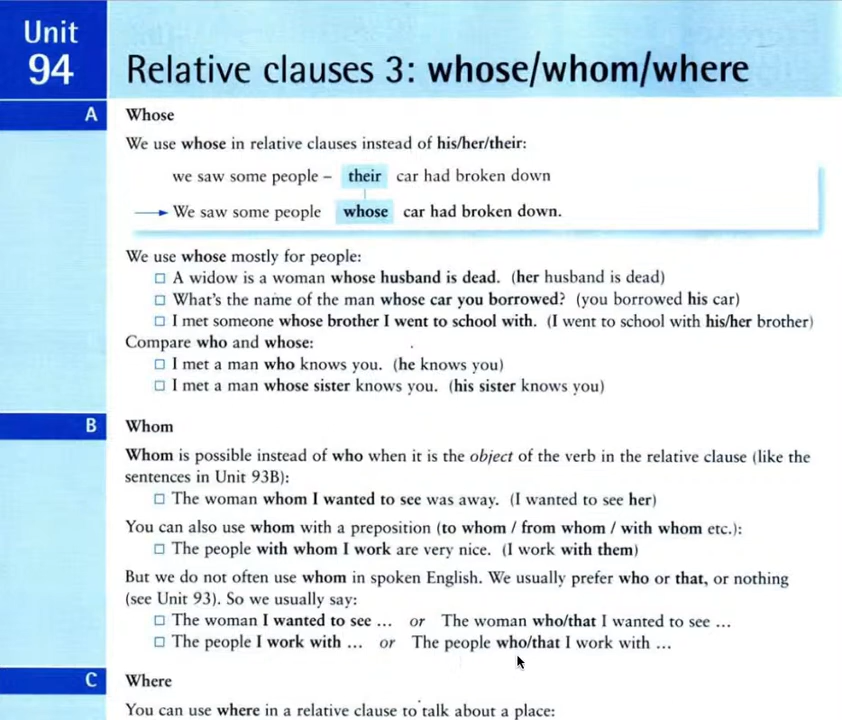 Unit
94
Relative clauses 3: whose/whom/where
A
Whose
We use whose in relative clauses instead of his/her/their:
we saw some people – their car had broken down
We saw some people whose car had broken down.
We use whose mostly for people:
A widow is a woman whose husband is dead. (her husband is dead)
What's the name of the man whose car you borrowed? (you borrowed his car)
I met someone whose brother I went to school with. (I went to school with his/her brother)
Compare who and whose:
I met a man who knows you. (he knows you)
I met a man whose sister knows you. (his sister knows you)
B
Whom
Whom is possible instead of who when it is the object of the verb in the relative clause (like the
sentences in Unit 93B):
The woman whom I wanted to see was away. (I wanted to see her)
You can also use whom with a preposition (to whom / from whom / with whom etc.):
The people with whom I work are very nice. (I work with them)
But we do not often use whom in spoken English. We usually prefer who or that, or nothing
(see Unit 93). So we usually say:
The woman I wanted to see ... or The woman who/that I wanted to see ...
The people I work with ... or The people who/that I work with ...
C
Where
You can use where in a relative clause to talk about a place: